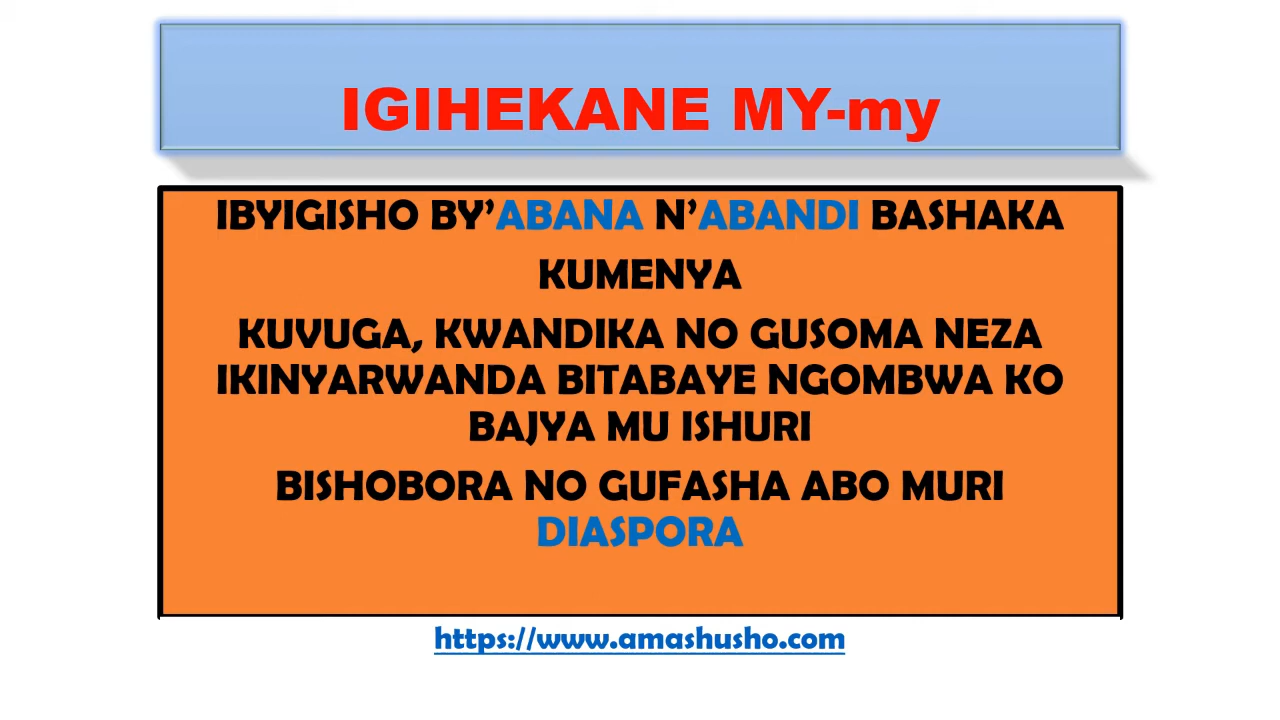 IGIHEKANE MY-my
IBYIGISHO BY’ABANA N’ABANDI BASHAKA
KUMENYA
KUVUGA, KWANDIKA NO GUSOMA NEZA
IKINYARWANDA BITABAYE NGOMBWA KO
BAJYA MU ISHURI
BISHOBORA NO GUFASHA ABO MURI
DIASPORA
https://www.amashusho.com